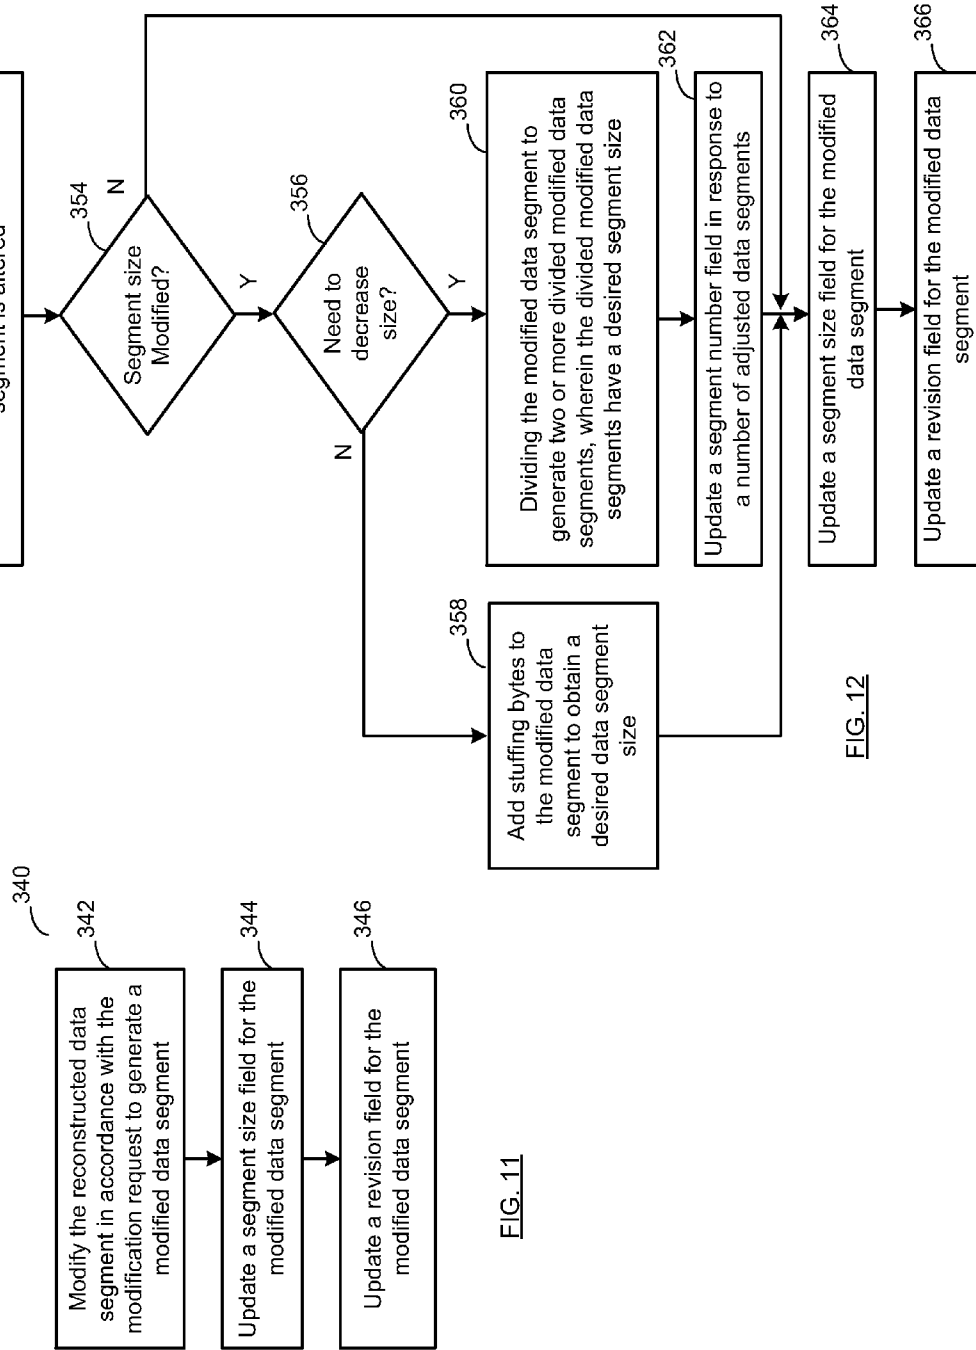 340
342
Modify the reconstructed data
segment in accordance with the
modification request to generate a
modified data segment
344
Update a segment size field for the
modified data segment
346
Update a revision field for the
modified data segment
FIG. 11
354
Segment size
Modified?
N
Y
356
Need to
decrease
size?
N
Y
358
Add stuffing bytes to
the modified data
segment to obtain a
desired data segment
size
360
Dividing the modified data segment to
generate two or more divided modified data
segments, wherein the divided modified data
segments have a desired segment size
362
Update a segment number field in response to
a number of adjusted data segments
364
Update a segment size field for the modified
data segment
366
Update a revision field for the modified data
segment
FIG. 12